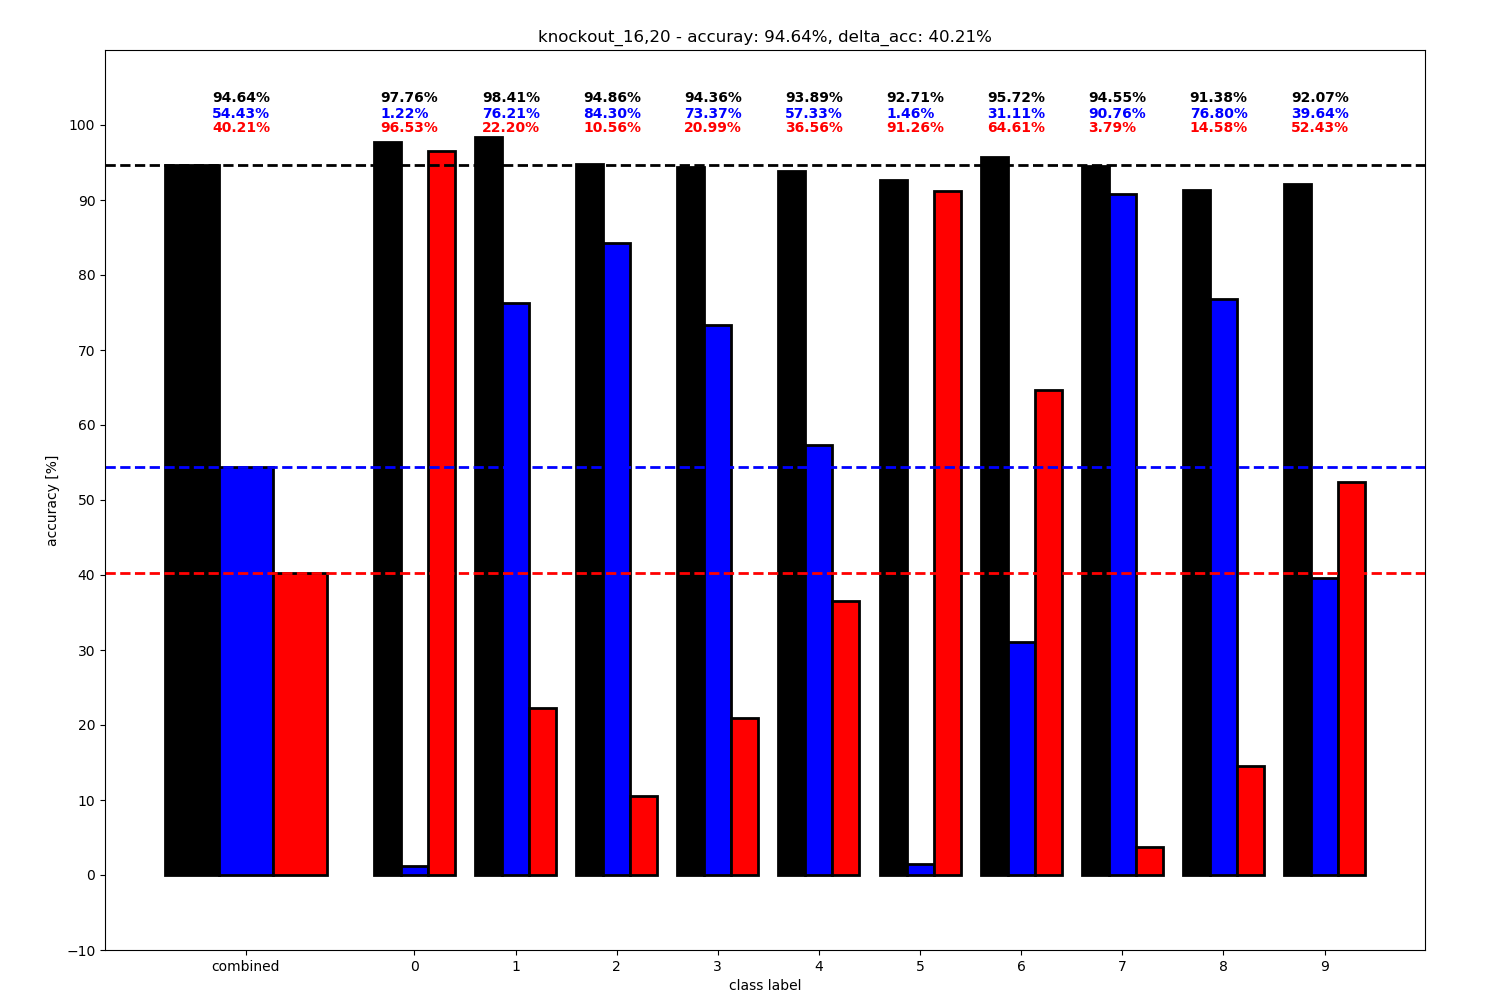 knockout_16,20 - accuray: 94.64%, delta_acc: 40.21%
94.64% 97.76% 98.41% 94.86% 94.36% 93.89% 92.71% 95.72% 94.55% 91.38% 92.07%
54.43% 1.22% 76.21% 84.30% 73.37% 57.33% 1.46% 31.11% 90.76% 76.80% 39.64%
40.21% 96.53% 22.20% 10.56% 20.99% 36.56% 91.26% 64.61% 3.79% 14.58% 52.43%
100
90
80
70
60
50
40
30
20
10
0
−10
accuracy [%]
combined 0 1 2 3 4 5 6 7 8 9
class label